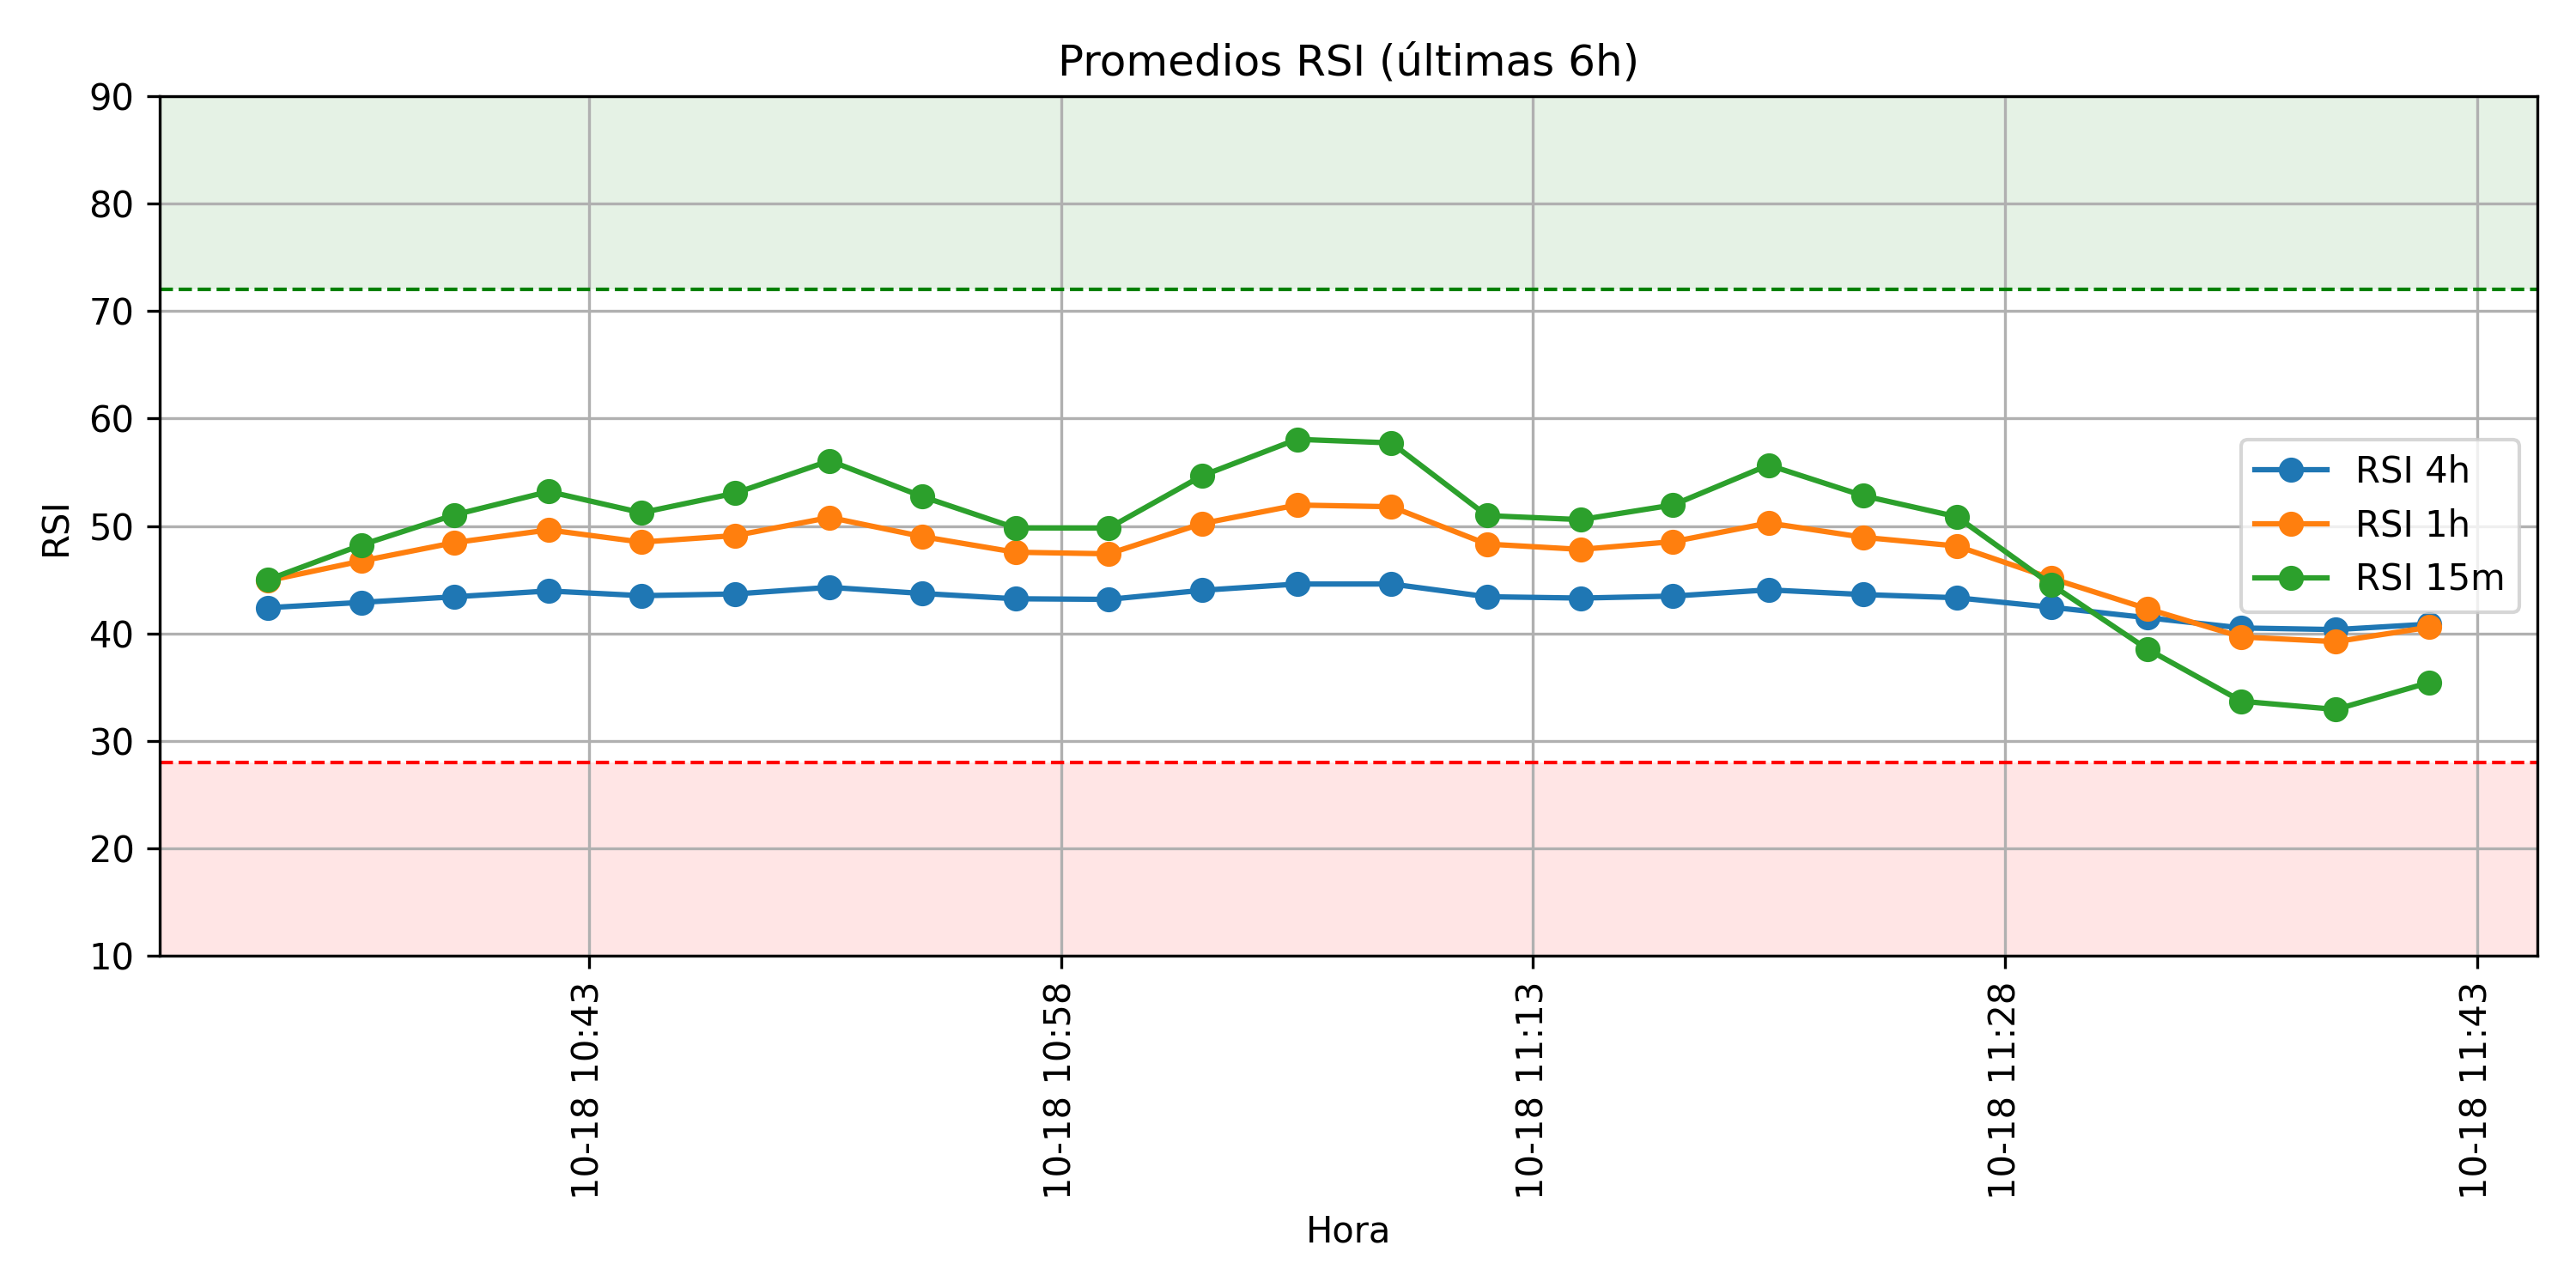 Promedios RSI (últimas 6h)
90
80
70
60
50
40
30
20
10
RSI
RSI 4h
RSI 1h
RSI 15m
10-18 10:43
10-18 10:58
10-18 11:13
10-18 11:28
10-18 11:43
Hora